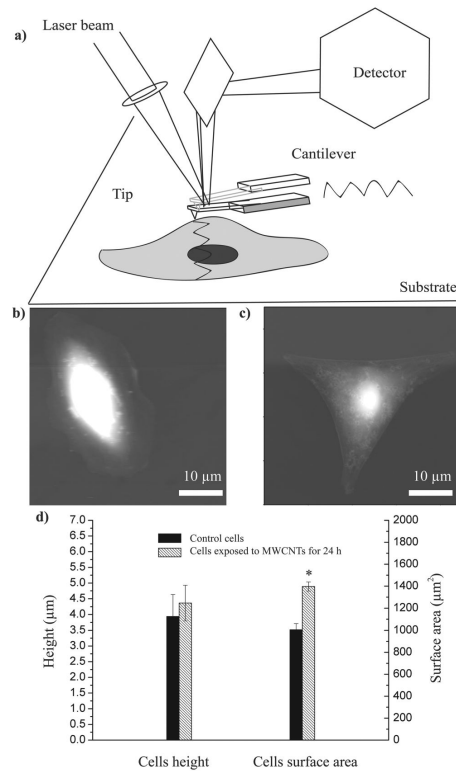 a)
Laser beam
Detector
Cantilever
Tip
Substrate
b)
c)
10 µm
10 µm
d)
Control cells
Cells exposed to MWCNTs for 24 h
*
Height (µm)
7.0
6.5
6.0
5.5
5.0
4.5
4.0
3.5
3.0
2.5
2.0
1.5
1.0
0.5
0.0
2000
1800
1600
1400
1200
1000
800
600
400
200
0
Surface area (µm²)
Cells height
Cells surface area